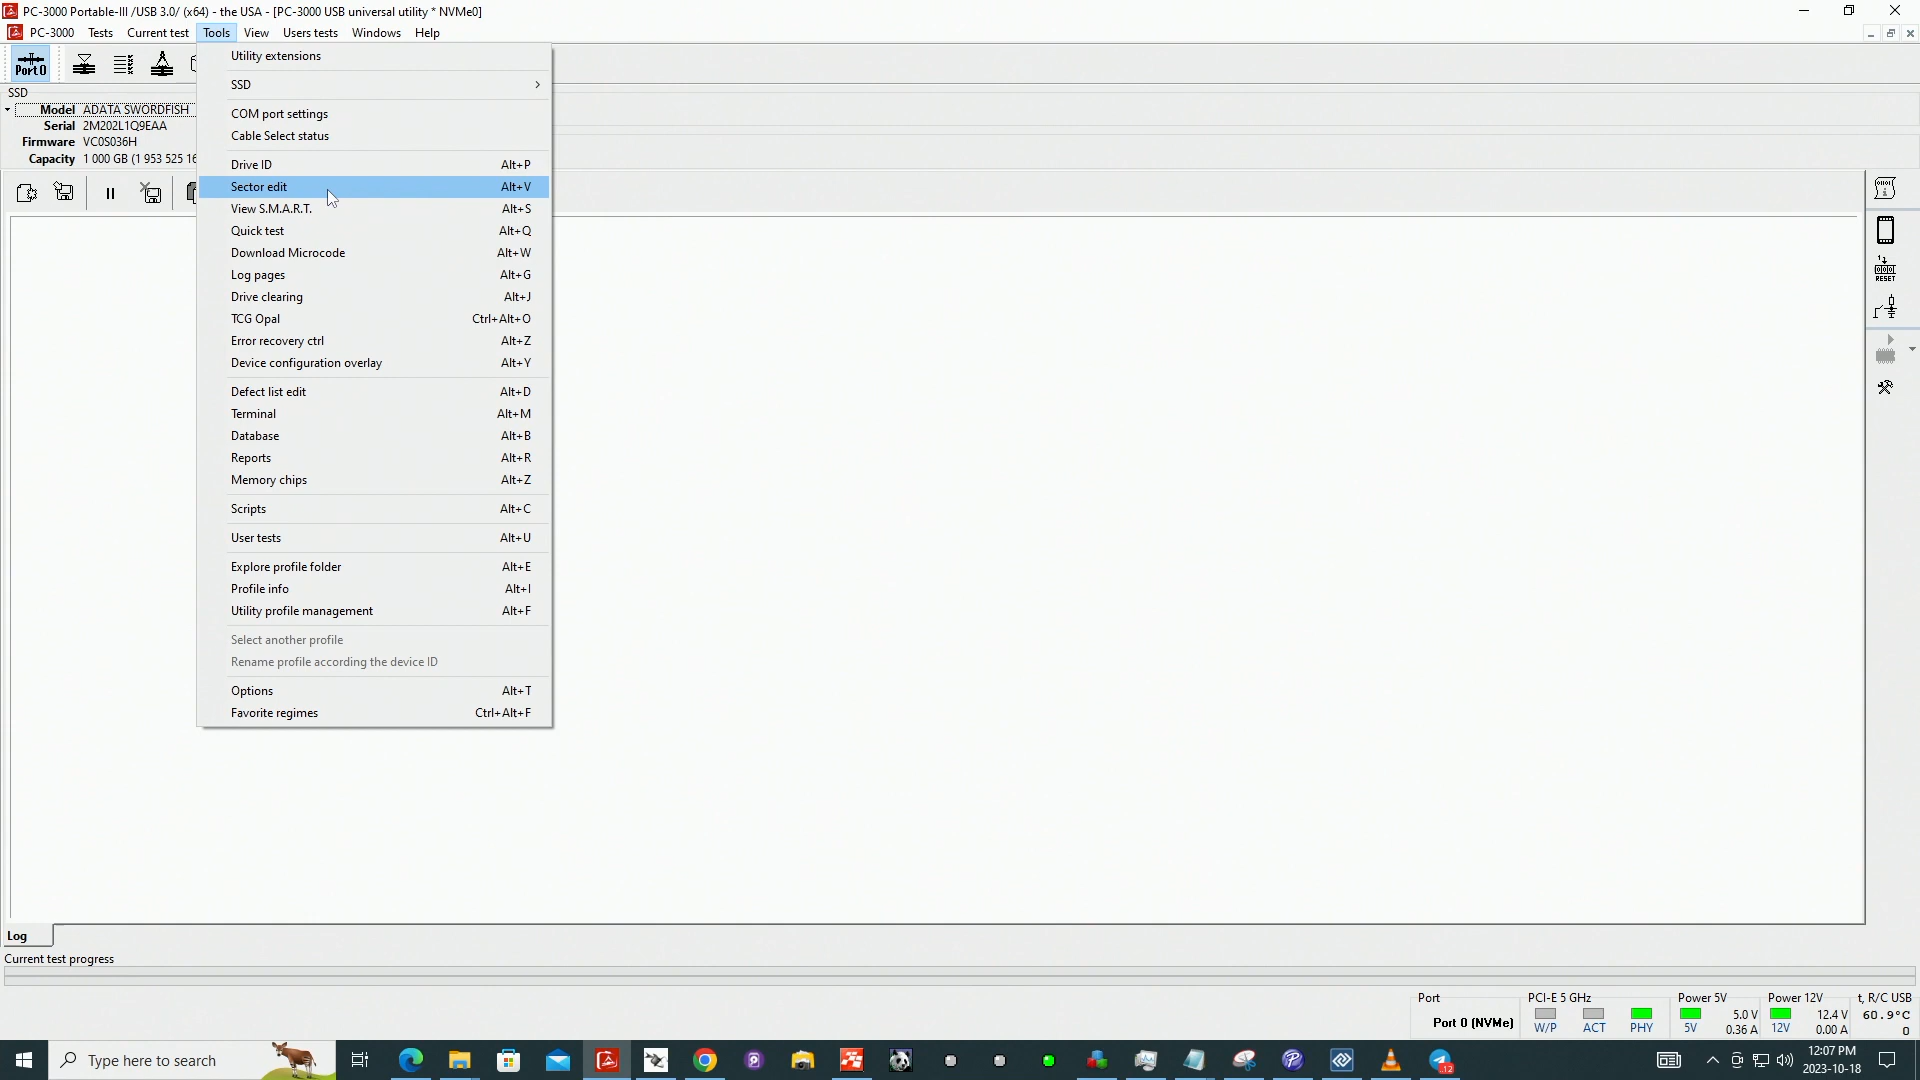 PC-3000 Portable-III /USB 3.0/ (x64) - the USA - [PC-3000 USB universal utility * NVMe0]
PC-3000 Tests Current test Tools View Users tests Windows Help
Port0
SSD
Model ADATA SWORDFISH
Serial 2M202L1Q9EAA
Firmware VC0S036H
Capacity 1 000 GB (1 953 525 16
Utility extensions
SSD
COM port settings
Cable Select status
Drive ID Alt+P
Sector edit Alt+V
View S.M.A.R.T. Alt+S
Quick test Alt+Q
Download Microcode Alt+W
Log pages Alt+G
Drive clearing Alt+J
TCG Opal Ctrl+Alt+O
Error recovery ctrl Alt+Z
Device configuration overlay Alt+Y
Defect list edit Alt+D
Terminal Alt+M
Database Alt+B
Reports Alt+R
Memory chips Alt+Z
Scripts Alt+C
User tests Alt+U
Explore profile folder Alt+E
Profile info Alt+I
Utility profile management Alt+F
Select another profile
Rename profile according the device ID
Options Alt+T
Favorite regimes Ctrl+Alt+F
RESET
Log
Current test progress
Port PCI-E 5 GHz Power 5V Power 12V t, R/C USB
Port 0 (NVMe) 5.0 V 12.4 V 60.9°C
W/P ACT PHY 5V 0.36 A 12V 0.00 A 0
Type here to search
12
12:07 PM
2023-10-18